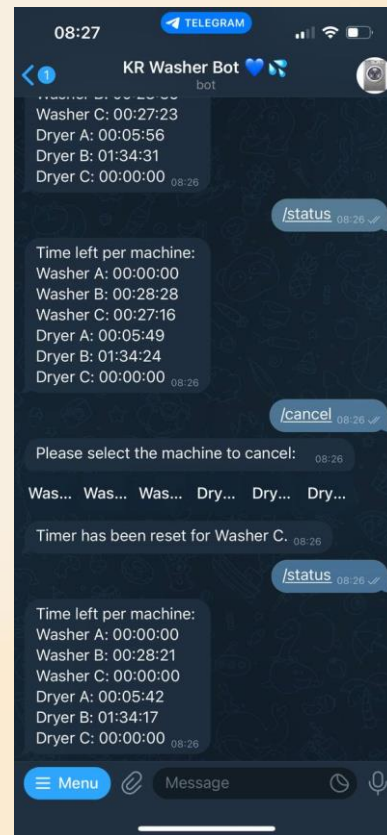 08:27
TELEGRAM
1
KR Washer Bot 💙💦
bot
Washer C: 00:27:23
Dryer A: 00:05:56
Dryer B: 01:34:31
Dryer C: 00:00:00 08:26
/status 08:26
Time left per machine:
Washer A: 00:00:00
Washer B: 00:28:28
Washer C: 00:27:16
Dryer A: 00:05:49
Dryer B: 01:34:24
Dryer C: 00:00:00 08:26
/cancel 08:26
Please select the machine to cancel: 08:26
Was... Was... Was... Dry... Dry... Dry...
Timer has been reset for Washer C. 08:26
/status 08:26
Time left per machine:
Washer A: 00:00:00
Washer B: 00:28:21
Washer C: 00:00:00
Dryer A: 00:05:42
Dryer B: 01:34:17
Dryer C: 00:00:00 08:26
Menu Message